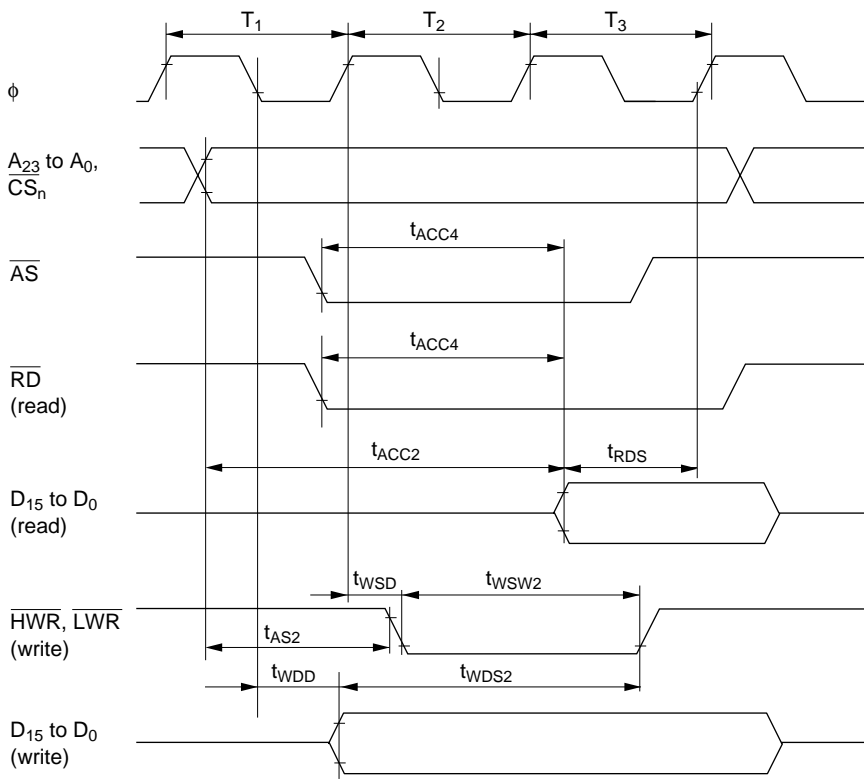 T1 T2 T3
ϕ
A23 to A0,
CSn
tACC4
AS
tACC4
RD
(read)
tACC2 tRDS
D15 to D0
(read)
tWSD tWSW2
HWR, LWR
(write)
tAS2
tWDD tWDS2
D15 to D0
(write)